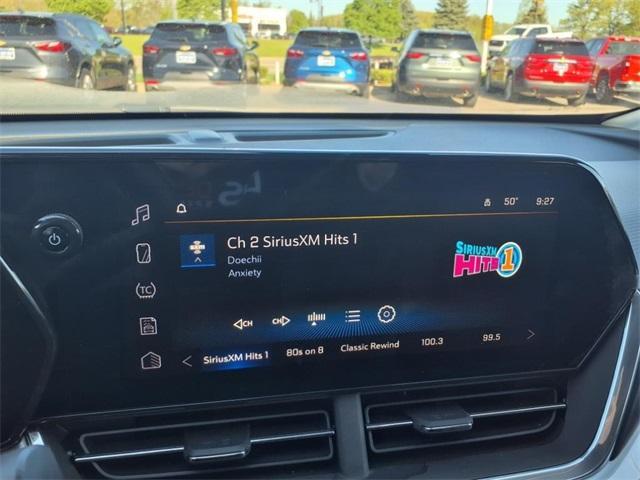 50° 9:27
Ch 2 SiriusXM Hits 1
Doechii
Anxiety
SIRIUSXM
HITS 1
TC
CH CH
SiriusXM Hits 1 80s on 8 Classic Rewind 100.3 99.5